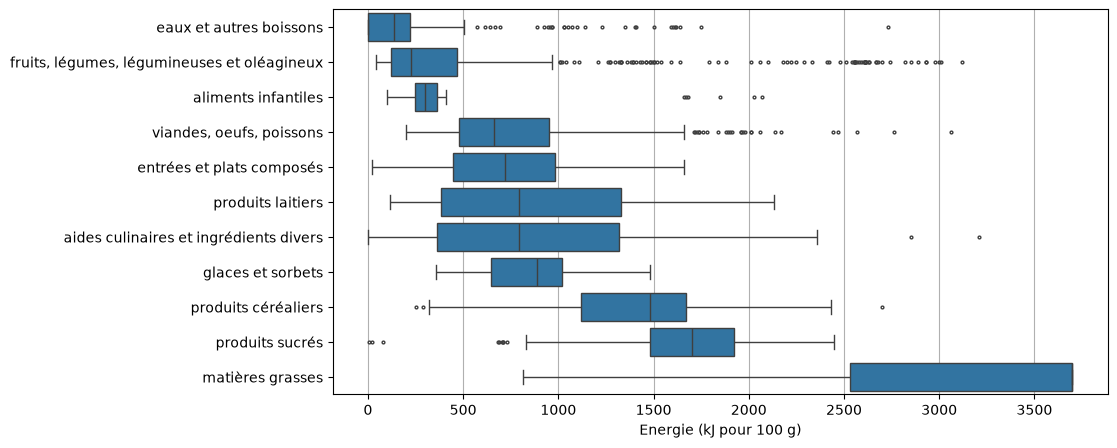 eaux et autres boissons
fruits, légumes, légumineuses et oléagineux
aliments infantiles
viandes, oeufs, poissons
entrées et plats composés
produits laitiers
aides culinaires et ingrédients divers
glaces et sorbets
produits céréaliers
produits sucrés
matières grasses
0 500 1000 1500 2000 2500 3000 3500
Energie (kJ pour 100 g)